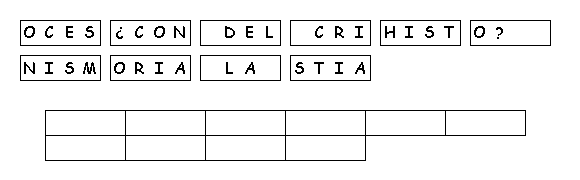 OCES ¿CON DEL CRI HIST O?
NISM ORIA LA STIA